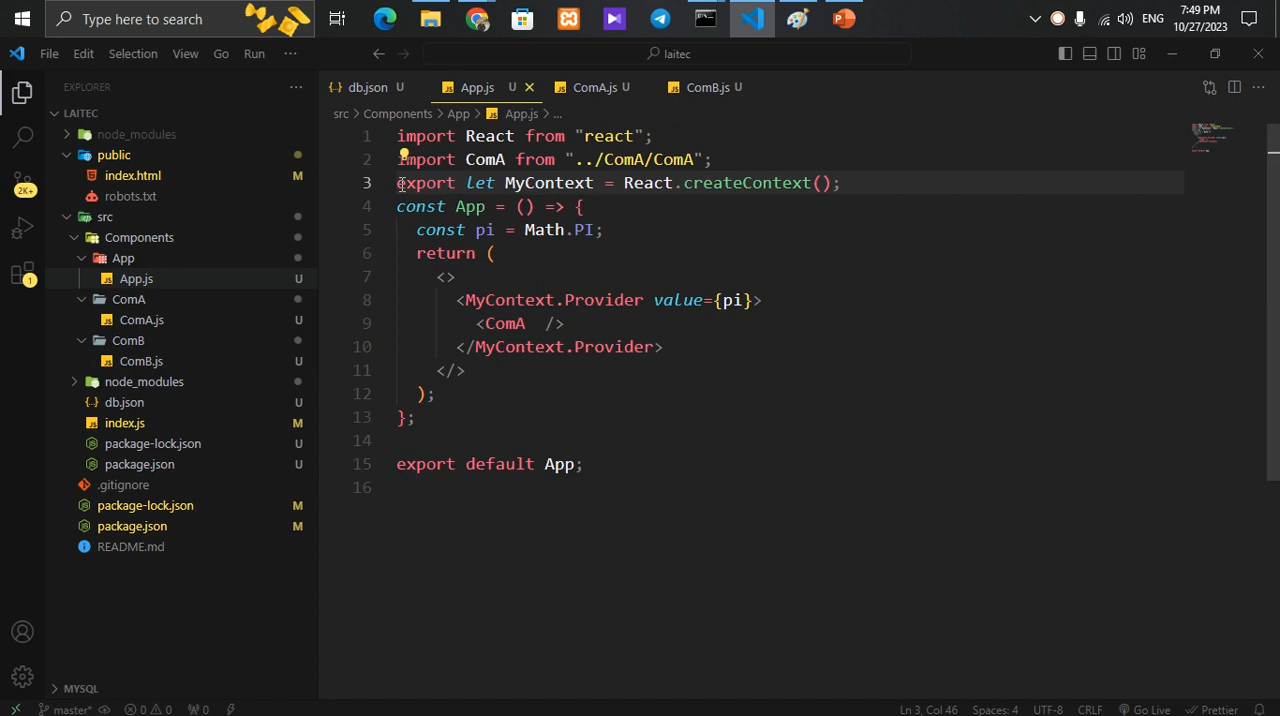 Type here to search
ENG
7:49 PM
10/27/2023
File Edit Selection View Go Run ···
laitec
EXPLORER
LAITEC
node_modules
public
index.html M
robots.txt
src
Components
App
App.js U
ComA
ComA.js U
ComB
ComB.js U
node_modules
db.json U
index.js M
package-lock.json U
package.json U
.gitignore
package-lock.json M
package.json M
README.md
MYSQL
2K+
1
db.json U
App.js U
ComA.js U
ComB.js U
src > Components > App > App.js > ...
1 import React from "react";
2 import ComA from "../ComA/ComA";
3 export let MyContext = React.createContext();
4 const App = () => {
5 const pi = Math.PI;
6 return (
7 <>
8 <MyContext.Provider value={pi}>
9 <ComA />
10 </MyContext.Provider>
11 </>
12 );
13 };
14
15 export default App;
16
master* 0 0 0 Ln 3, Col 46 Spaces: 4 UTF-8 CRLF Go Live Prettier